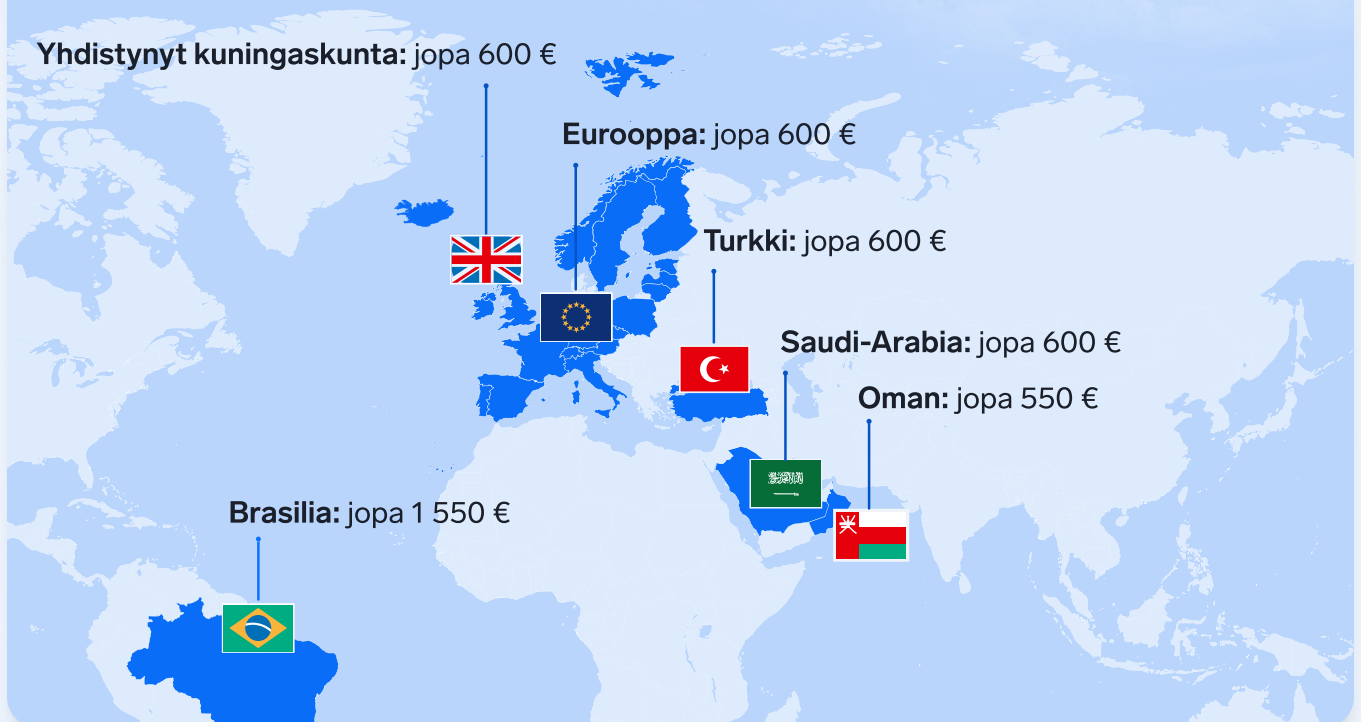 Yhdistynyt kuningaskunta: jopa 600 €
Eurooppa: jopa 600 €
Turkki: jopa 600 €
Saudi-Arabia: jopa 600 €
Oman: jopa 550 €
Brasilia: jopa 1 550 €